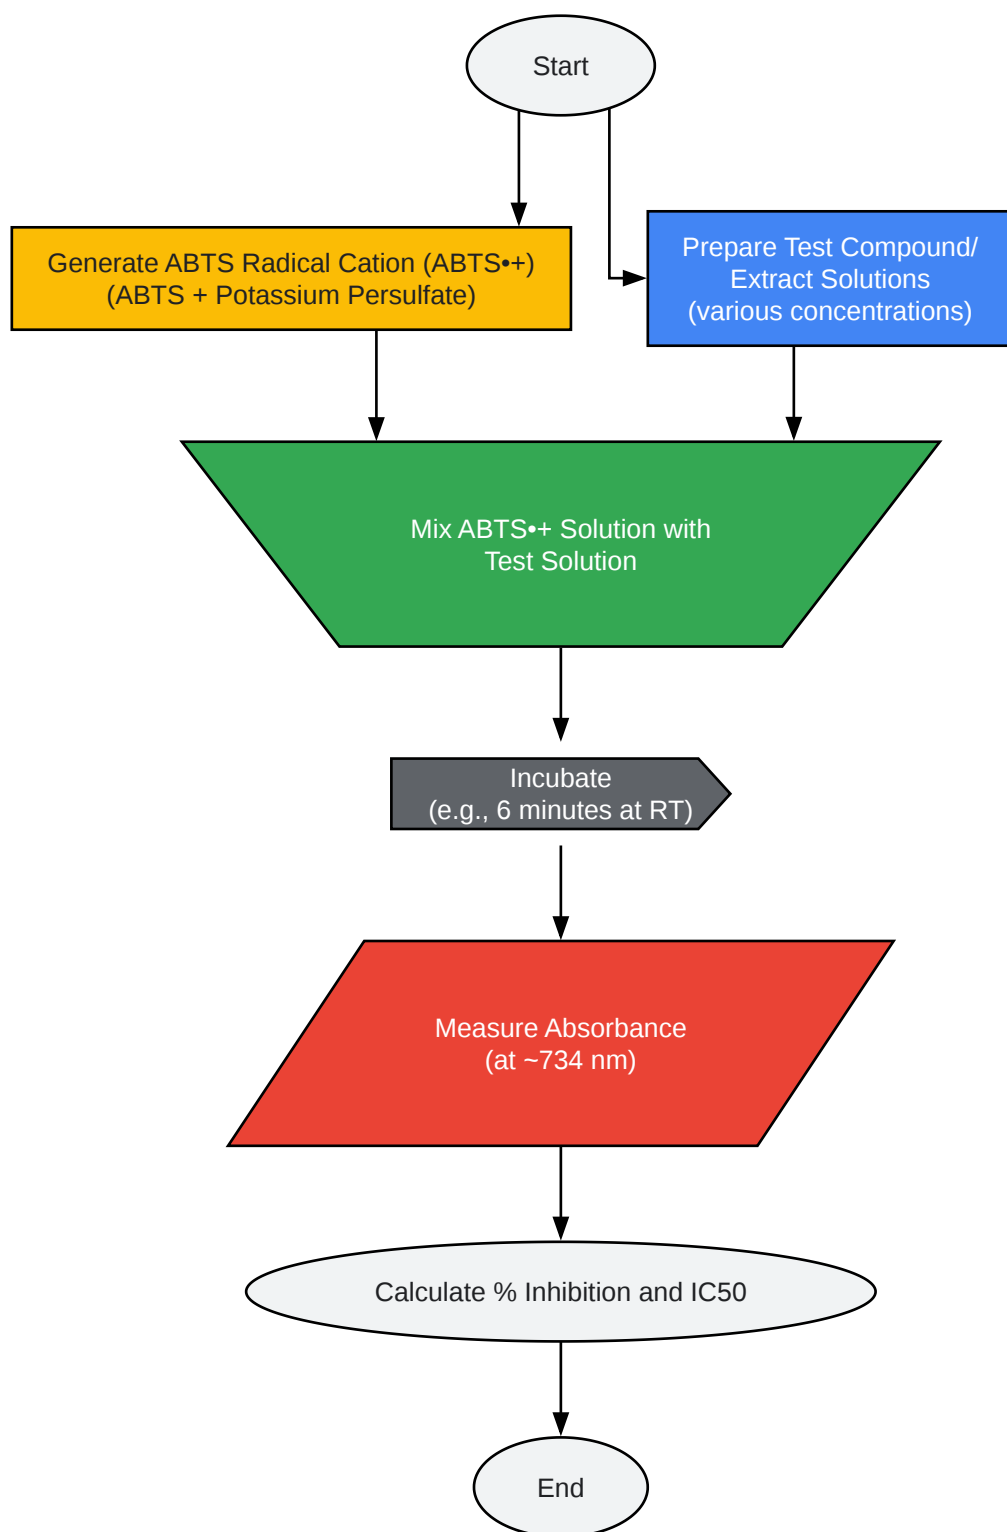 Start
Generate ABTS Radical Cation (ABTS•+)
(ABTS + Potassium Persulfate)
Prepare Test Compound/
Extract Solutions
(various concentrations)
Mix ABTS•+ Solution with
Test Solution
Incubate
(e.g., 6 minutes at RT)
Measure Absorbance
(at ~734 nm)
Calculate % Inhibition and IC50
End